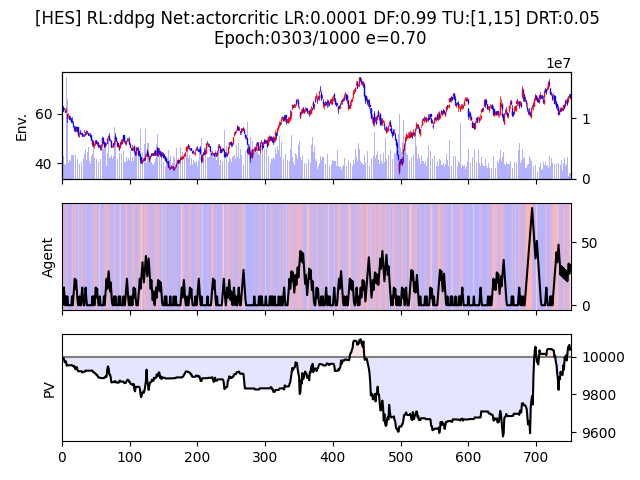 [HES] RL:ddpg Net:actorcritic LR:0.0001 DF:0.99 TU:[1,15] DRT:0.05
Epoch:0303/1000 e=0.70
1e7
Env.
60
40
1
0
Agent
50
0
PV
10000
9800
9600
0
100
200
300
400
500
600
700